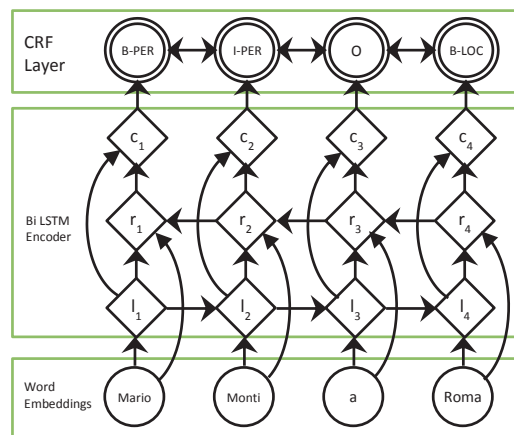 CRF
Layer
B-PER I-PER O B-LOC
c1 c2 c3 c4
Bi LSTM
Encoder
r1 r2 r3 r4
l1 l2 l3 l4
Word
Embeddings
Mario Monti a Roma